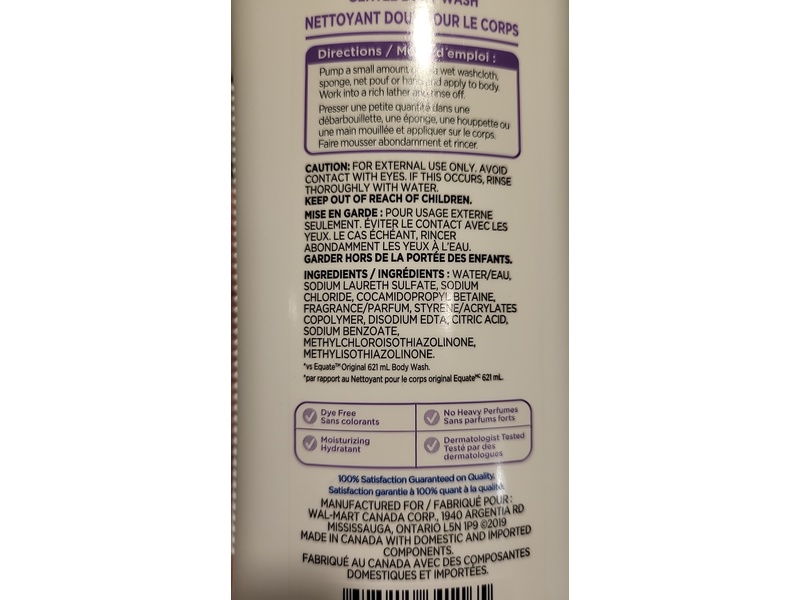 WASH
NETTOYANT DOUX POUR LE CORPS
Directions / Mode d'emploi :
Pump a small amount a wet washcloth,
sponge, net pouf or hand and apply to body.
Work into a rich lather and rinse off.
Presser une petite quantité dans une
débarbouillette, une éponge, une houppette ou
une main mouillée et appliquer sur le corps.
Faire mousser abondamment et rincer.
CAUTION: FOR EXTERNAL USE ONLY. AVOID
CONTACT WITH EYES. IF THIS OCCURS, RINSE
THOROUGHLY WITH WATER.
KEEP OUT OF REACH OF CHILDREN.
MISE EN GARDE : POUR USAGE EXTERNE
SEULEMENT. ÉVITER LE CONTACT AVEC LES
YEUX. LE CAS ÉCHÉANT, RINCER
ABONDAMMENT LES YEUX À L'EAU.
GARDER HORS DE LA PORTÉE DES ENFANTS.
INGREDIENTS / INGRÉDIENTS : WATER/EAU,
SODIUM LAURETH SULFATE, SODIUM
CHLORIDE, COCAMIDOPROPYL BETAINE,
FRAGRANCE/PARFUM, STYRENE/ACRYLATES
COPOLYMER, DISODIUM EDTA, CITRIC ACID,
SODIUM BENZOATE,
METHYLCHLOROISOTHIAZOLINONE,
METHYLISOTHIAZOLINONE.
*vs Equate™ Original 621 mL Body Wash.
*par rapport au Nettoyant pour le corps original Equate MC 621 mL.
Dye Free
Sans colorants
No Heavy Perfumes
Sans parfums forts
Moisturizing
Hydratant
Dermatologist Tested
Testé par des
dermatologues
100% Satisfaction Guaranteed on Quality.
Satisfaction garantie à 100% quant à la qualité.
MANUFACTURED FOR / FABRIQUÉ POUR :
WAL-MART CANADA CORP., 1940 ARGENTIA RD
MISSISSAUGA, ONTARIO L5N 1P9 ©2019
MADE IN CANADA WITH DOMESTIC AND IMPORTED
COMPONENTS.
FABRIQUÉ AU CANADA AVEC DES COMPOSANTES
DOMESTIQUES ET IMPORTÉES.